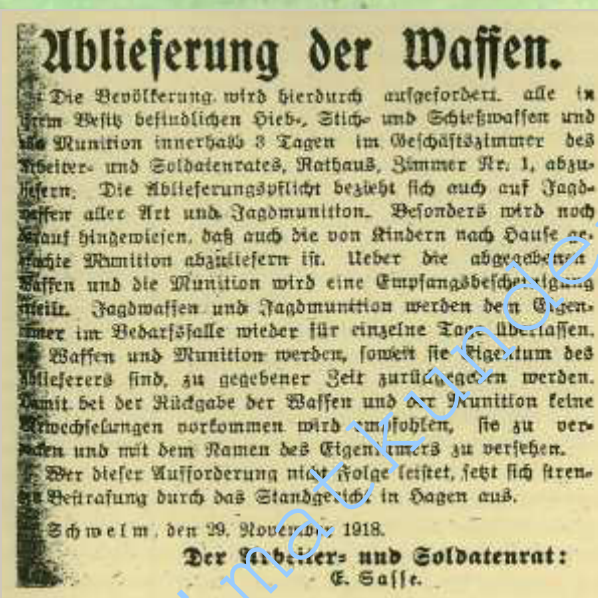 Ablieferung der Waffen.
Die Bevölkerung wird hierdurch aufgefordert, alle in
ihrem Besitz befindlichen Hieb-, Stich- und Schießwaffen und
Munition innerhalb 3 Tagen im Geschäftszimmer des
Arbeiter- und Soldatenrates, Rathaus, Zimmer Nr. 1, abzu-
liefern. Die Ablieferungspflicht bezieht sich auch auf Jagd-
waffen aller Art und Jagdmunition. Besonders wird noch
darauf hingewiesen, daß auch die von Kindern nach Hause ge-
brachte Munition abzuliefern ist. Ueber die abgegebenen
Waffen und die Munition wird eine Empfangsbescheinigung
erteilt. Jagdwaffen und Jagdmunition werden dem Eigen-
tümer im Bedarfsfalle wieder für einzelne Tage überlassen.
Waffen und Munition werden, soweit sie Eigentum des
Ablieferers sind, zu gegebener Zeit zurückgegeben werden.
Damit bei der Rückgabe der Waffen und der Munition keine
Verwechselungen vorkommen wird empfohlen, sie zu ver-
packen und mit dem Namen des Eigentümers zu versehen.
Wer dieser Aufforderung nicht Folge leistet, setzt sich stren-
Bestrafung durch das Standgericht in Hagen aus.
Schwelm, den 29. November 1918.
Der Arbeiter- und Soldatenrat:
E. Sasse.
matkunde